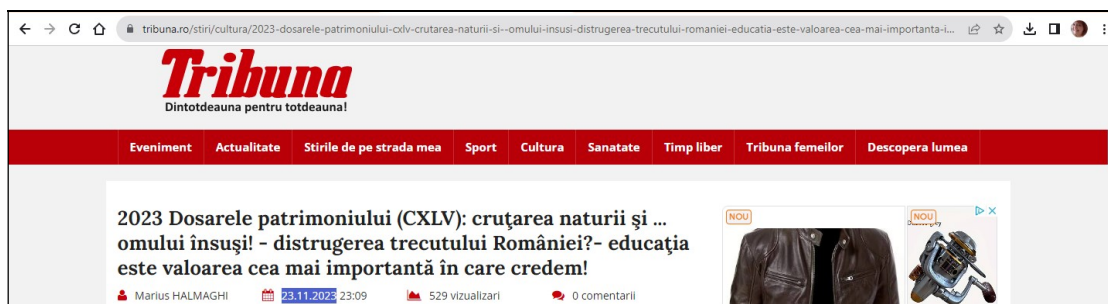 tribuna.ro/stiri/cultura/2023-dosarele-patrimoniului-cxlv-crutarea-naturii-si--omului-insusi-distrugerea-trecutului-romaniei-educatia-este-valoarea-cea-mai-importanta-i...
Tribuna
Dintotdeauna pentru totdeauna!
Eveniment Actualitate Stirile de pe strada mea Sport Cultura Sanatate Timp liber Tribuna femeilor Descopera lumea
2023 Dosarele patrimoniului (CXLV): cruţarea naturii şi ...
omului însuşi! - distrugerea trecutului României?- educaţia
este valoarea cea mai importantă în care credem!
Marius HALMAGHI 23.11.2023 23:09 529 vizualizari 0 comentarii
NOU NOU